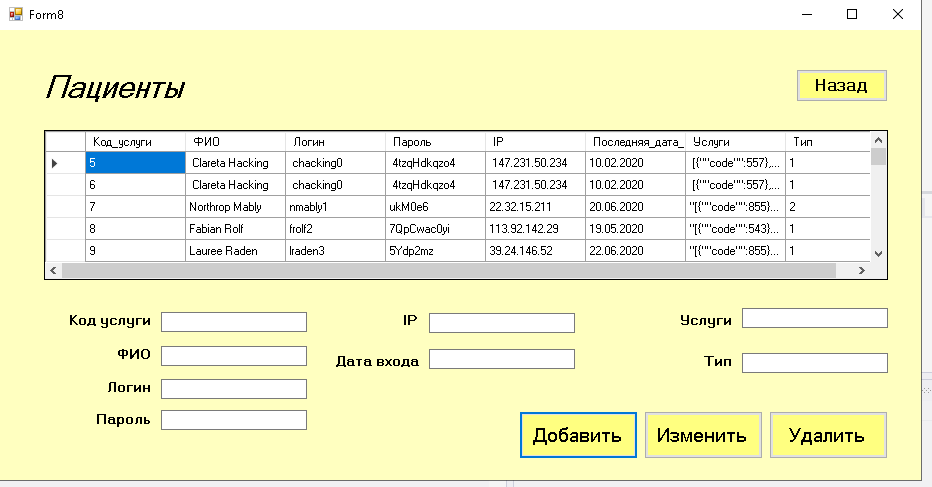 Form8
Пациенты
Назад
Код_услуги ФИО Логин Пароль IP Последняя_дата_ Услуги Тип
5 Clareta Hacking chacking0 4tzqHdkqzo4 147.231.50.234 10.02.2020 [{""code"":557},... 1
6 Clareta Hacking chacking0 4tzqHdkqzo4 147.231.50.234 10.02.2020 [{""code"":557},... 1
7 Northrop Mably nmably1 ukM0e6 22.32.15.211 20.06.2020 "[{""code"":855}... 2
8 Fabian Rolf frolf2 7QpCwac0yi 113.92.142.29 19.05.2020 "[{""code"":543}... 1
9 Lauree Raden lraden3 5Ydp2mz 39.24.146.52 22.06.2020 "[{""code"":855}... 1
Код услуги IP Услуги
ФИО Дата входа Тип
Логин
Пароль
Добавить Изменить Удалить